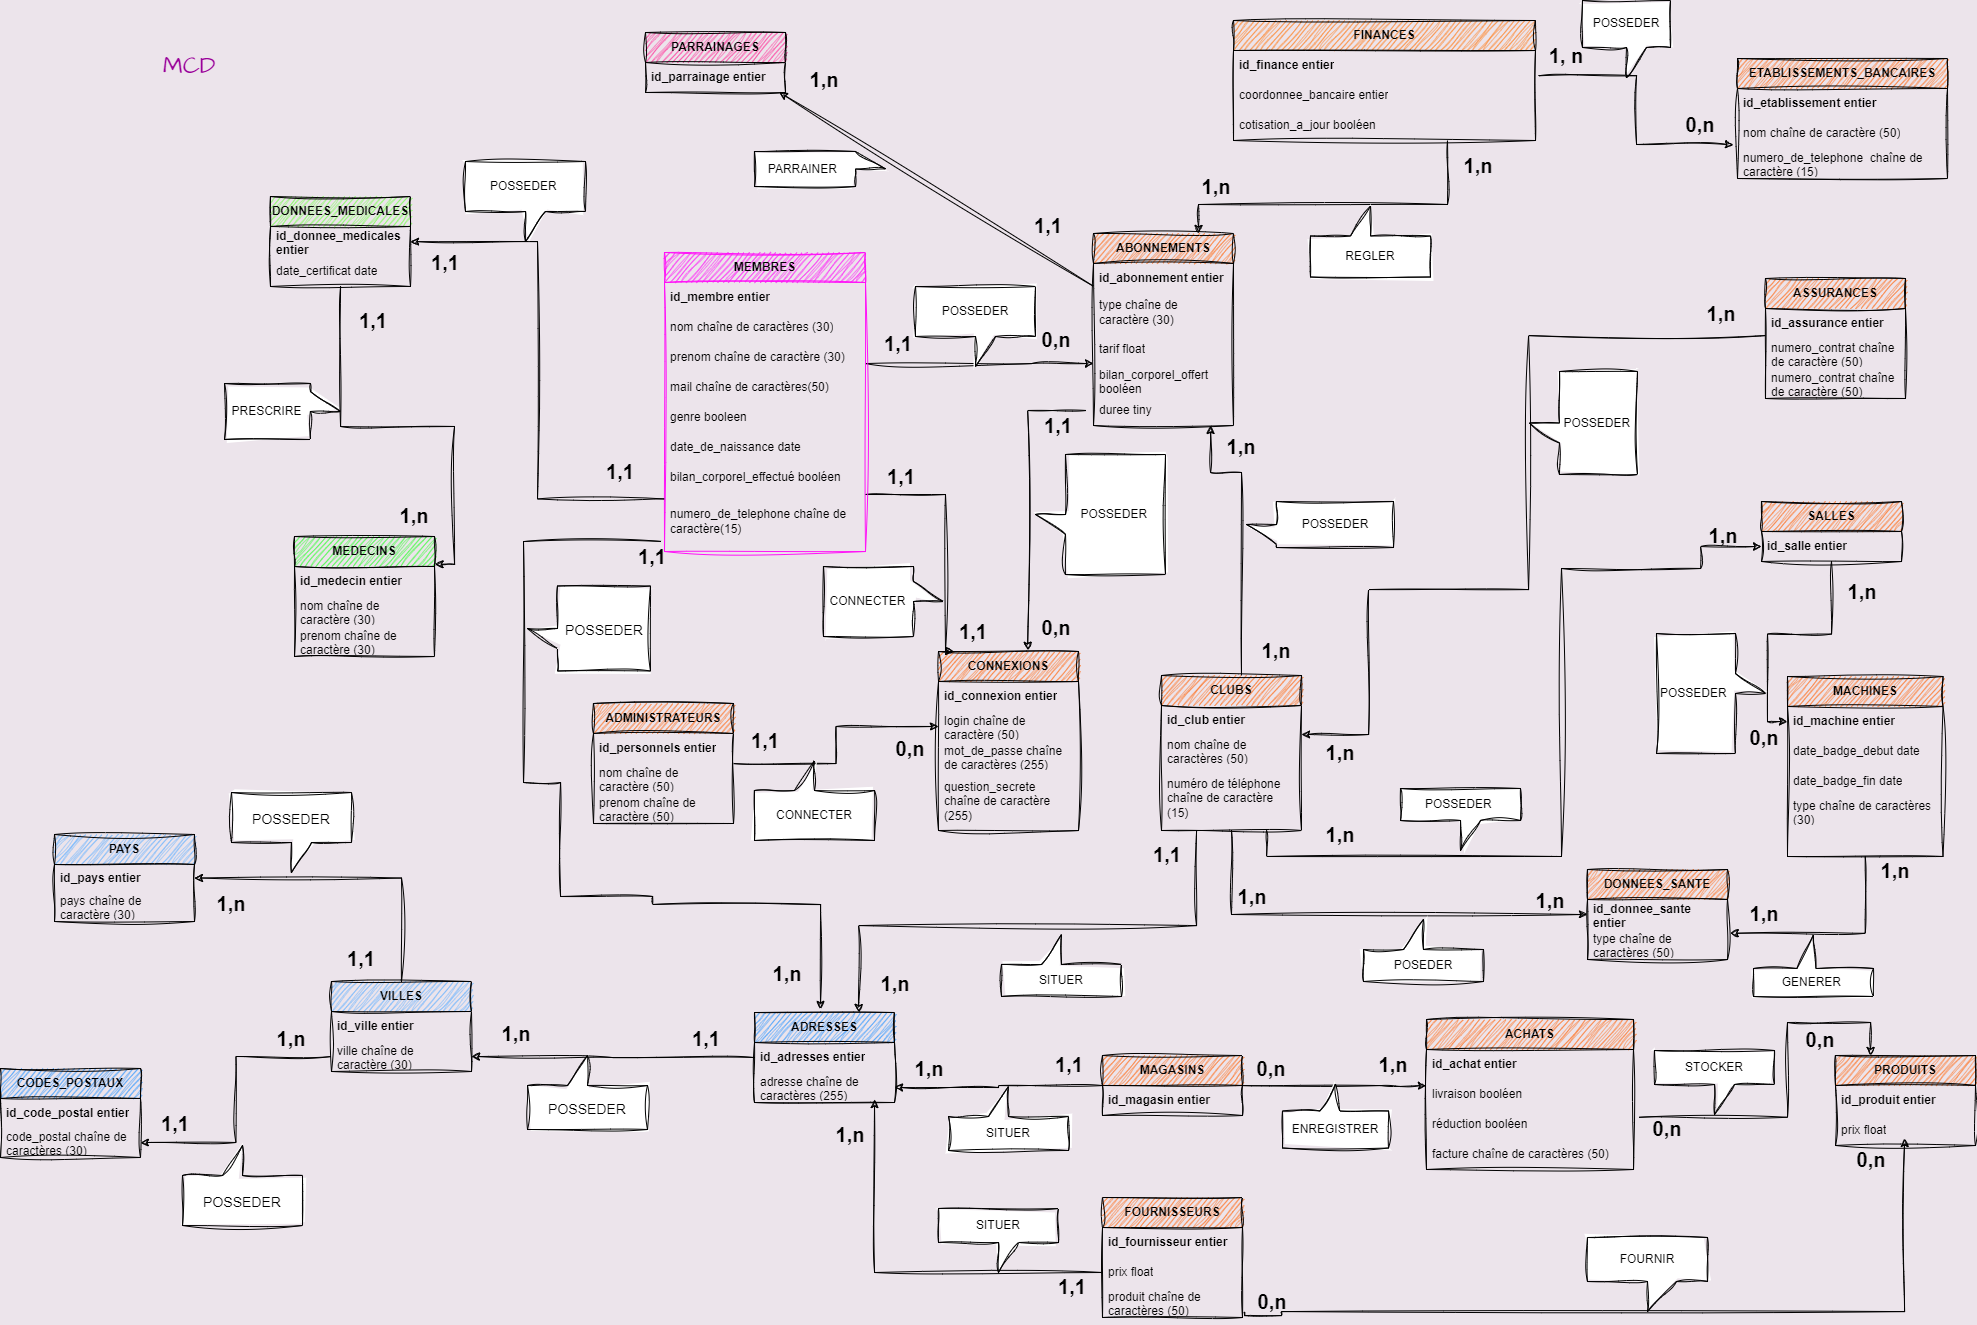 MCD
PARRAINAGES
id_parrainage entier
1,n
PARRAINER
1,1
FINANCES
id_finance entier
coordonnee_bancaire entier
cotisation_a_jour booléen
1, n
POSSEDER
0,n
ETABLISSEMENTS_BANCAIRES
id_etablissement entier
nom chaîne de caractère (50)
numero_de_telephone chaîne de
caractère (15)
1,n
1,n
REGLER
DONNEES_MEDICALES
id_donnee_medicales
entier
date_certificat date
POSSEDER
1,1
1,1
PRESCRIRE
1,n
MEDECINS
id_medecin entier
nom chaîne de
caractère (30)
prenom chaîne de
caractère (30)
MEMBRES
id_membre entier
nom chaîne de caractères (30)
prenom chaîne de caractère (30)
mail chaîne de caractères(50)
genre booleen
date_de_naissance date
bilan_corporel_effectué booléen
numero_de_telephone chaîne de
caractère(15)
1,1
1,1
POSSEDER
1,1
POSSEDER
0,n
ABONNEMENTS
id_abonnement entier
type chaîne de
caractère (30)
tarif float
bilan_corporel_offert
booléen
duree tiny
1,1
POSSEDER
0,n
1,n
POSSEDER
1,n
ASSURANCES
id_assurance entier
numero_contrat chaîne
de caractère (50)
numero_contrat chaîne
de caractère (50)
1,n
POSSEDER
1,n
SALLES
id_salle entier
1,n
1,n
POSSEDER
0,n
MACHINES
id_machine entier
date_badge_debut date
date_badge_fin date
type chaîne de caractères
(30)
1,n
1,1
CONNECTER
1,1
CONNEXIONS
id_connexion entier
login chaîne de
caractère (50)
mot_de_passe chaîne
de caractères (255)
question_secrete
chaîne de caractère
(255)
ADMINISTRATEURS
id_personnels entier
nom chaîne de
caractère (50)
prenom chaîne de
caractère (50)
1,1
0,n
CONNECTER
CLUBS
id_club entier
nom chaîne de
caractères (50)
numéro de téléphone
chaîne de caractère
(15)
POSSEDER
1,n
1,1
1,n
1,n
POSEDER
DONNEES_SANTE
id_donnee_sante
entier
type chaîne de
caractères (50)
1,n
GENERER
SITUER
1,n
1,n
PAYS
id_pays entier
pays chaîne de
caractère (30)
POSSEDER
1,n
1,1
VILLES
id_ville entier
ville chaîne de
caractère (30)
1,n
CODES_POSTAUX
id_code_postal entier
code_postal chaîne de
caractères (30)
1,1
POSSEDER
1,n
1,1
POSSEDER
ADRESSES
id_adresses entier
adresse chaîne de
caractères (255)
1,n
1,n
1,1
SITUER
MAGASINS
id_magasin entier
0,n
1,n
ENREGISTRER
ACHATS
id_achat entier
livraison booléen
réduction booléen
facture chaîne de caractères (50)
STOCKER
0,n
0,n
PRODUITS
id_produit entier
prix float
0,n
SITUER
1,1
FOURNISSEURS
id_fournisseur entier
prix float
produit chaîne de
caractères (50)
0,n
FOURNIR